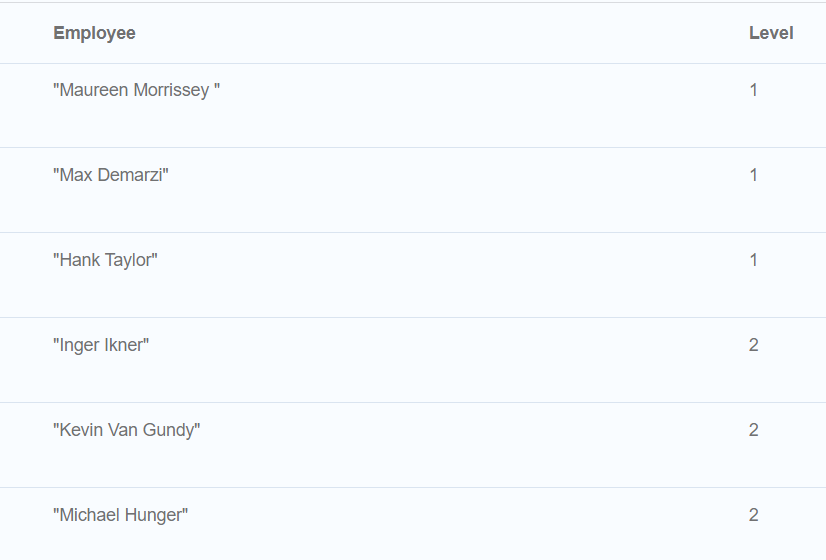 Employee Level
"Maureen Morrissey " 1
"Max Demarzi" 1
"Hank Taylor" 1
"Inger Ikner" 2
"Kevin Van Gundy" 2
"Michael Hunger" 2